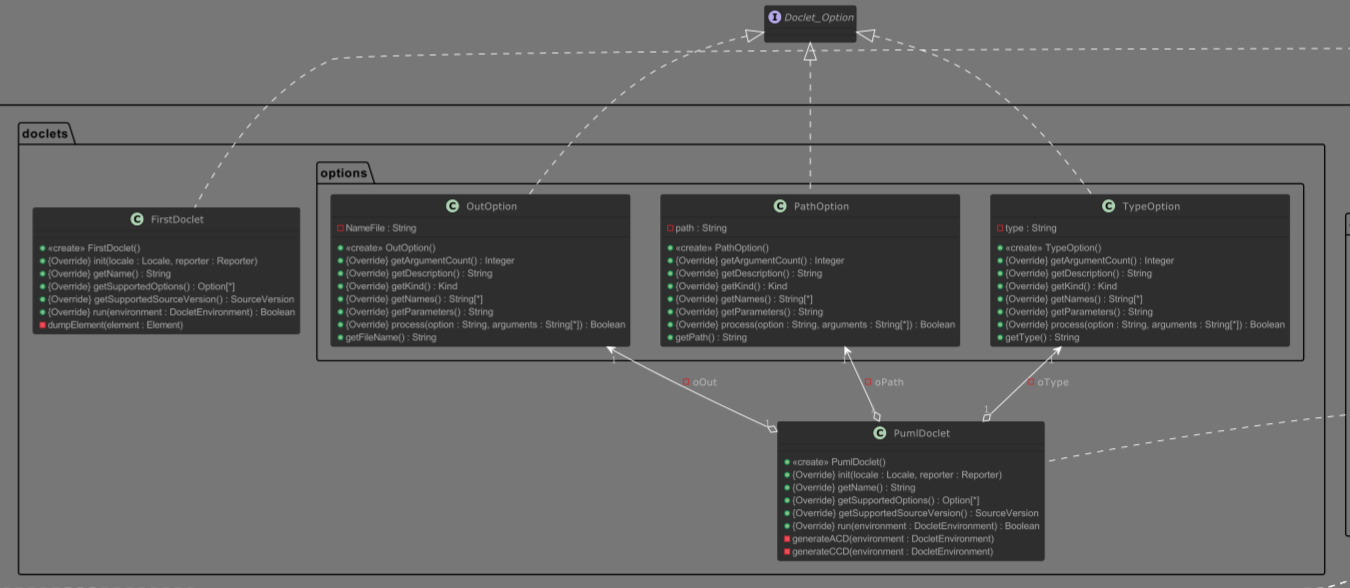 I Doclet_Option
doclets
options
C FirstDoclet
«create» FirstDoclet()
{Override} init(locale : Locale, reporter : Reporter)
{Override} getName() : String
{Override} getSupportedOptions() : Option[*]
{Override} getSupportedSourceVersion() : SourceVersion
{Override} run(environment : DocletEnvironment) : Boolean
dumpElement(element : Element)
C OutOption
NameFile : String
«create» OutOption()
{Override} getArgumentCount() : Integer
{Override} getDescription() : String
{Override} getKind() : Kind
{Override} getNames() : String[*]
{Override} getParameters() : String
{Override} process(option : String, arguments : String[*]) : Boolean
getFileName() : String
C PathOption
path : String
«create» PathOption()
{Override} getArgumentCount() : Integer
{Override} getDescription() : String
{Override} getKind() : Kind
{Override} getNames() : String[*]
{Override} getParameters() : String
{Override} process(option : String, arguments : String[*]) : Boolean
getPath() : String
C TypeOption
type : String
«create» TypeOption()
{Override} getArgumentCount() : Integer
{Override} getDescription() : String
{Override} getKind() : Kind
{Override} getNames() : String[*]
{Override} getParameters() : String
{Override} process(option : String, arguments : String[*]) : Boolean
getType() : String
1
1
1
oOut
oPath
oType
1
1
1
C PumlDoclet
«create» PumlDoclet()
{Override} init(locale : Locale, reporter : Reporter)
{Override} getName() : String
{Override} getSupportedOptions() : Option[*]
{Override} getSupportedSourceVersion() : SourceVersion
{Override} run(environment : DocletEnvironment) : Boolean
generateACD(environment : DocletEnvironment)
generateCCD(environment : DocletEnvironment)